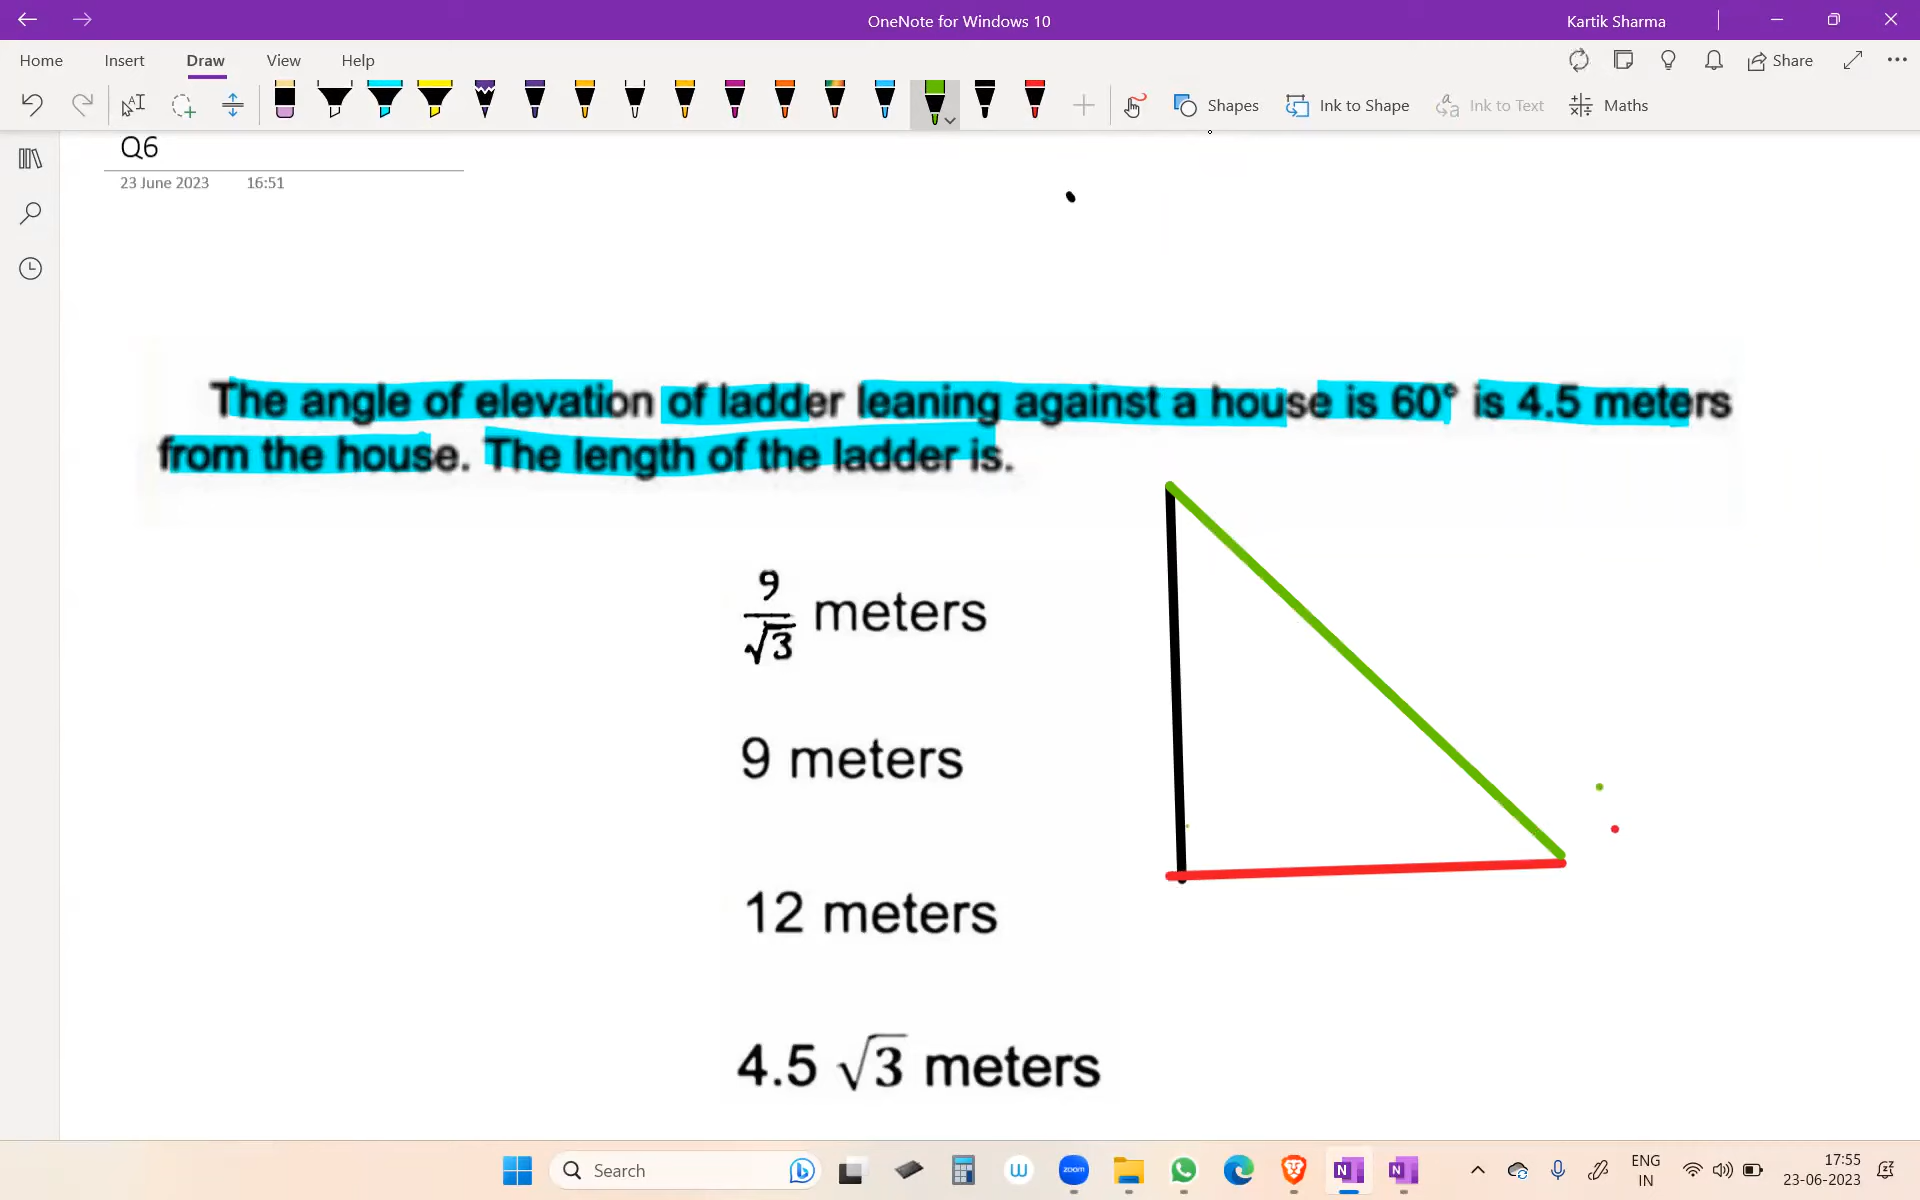 OneNote for Windows 10
Kartik Sharma
Home Insert Draw View Help
Share
Shapes Ink to Shape Ink to Text Maths
Q6
23 June 2023 16:51
The angle of elevation of ladder leaning against a house is 60° is 4.5 meters
from the house. The length of the ladder is.
9/√3 meters
9 meters
12 meters
4.5 √3 meters
Search
zoom
ENG
IN
17:55
23-06-2023